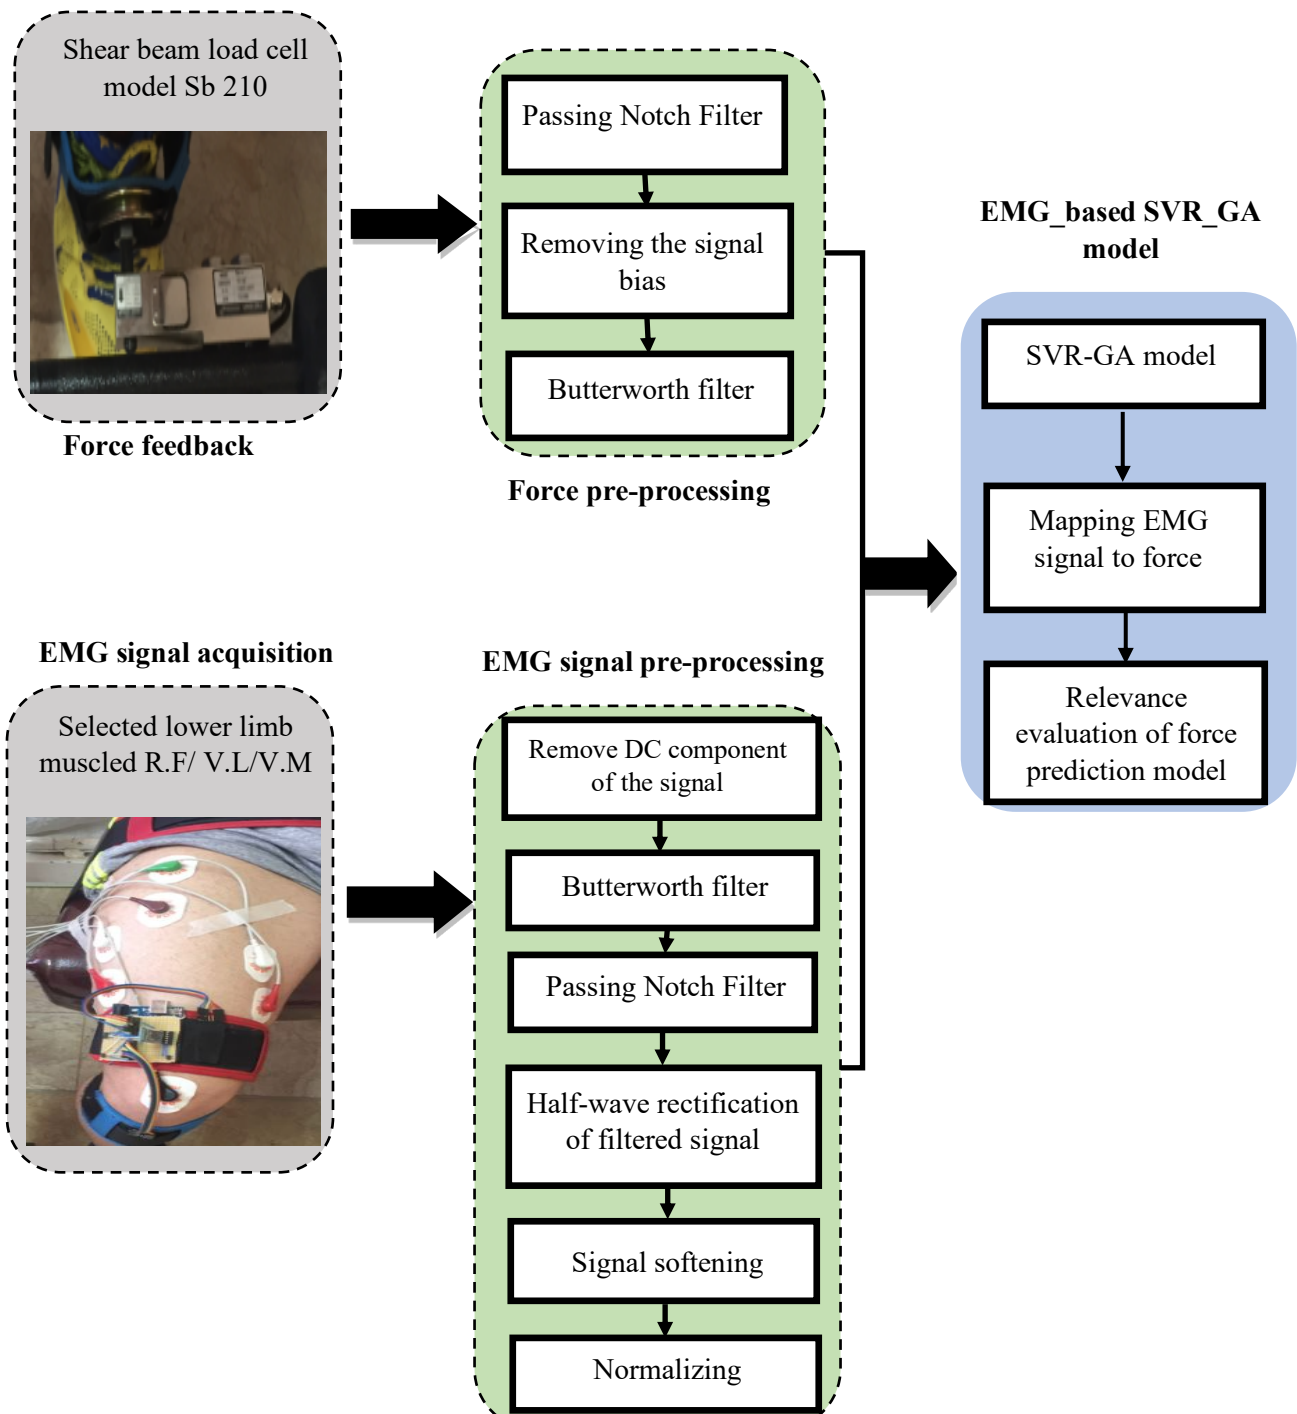 Shear beam load cell
model Sb 210
Force feedback
Passing Notch Filter
Removing the signal
bias
Butterworth filter
Force pre-processing
EMG signal acquisition
Selected lower limb
muscled R.F/ V.L/V.M
EMG signal pre-processing
Remove DC component
of the signal
Butterworth filter
Passing Notch Filter
Half-wave rectification
of filtered signal
Signal softening
Normalizing
EMG_based SVR_GA
model
SVR-GA model
Mapping EMG
signal to force
Relevance
evaluation of force
prediction model